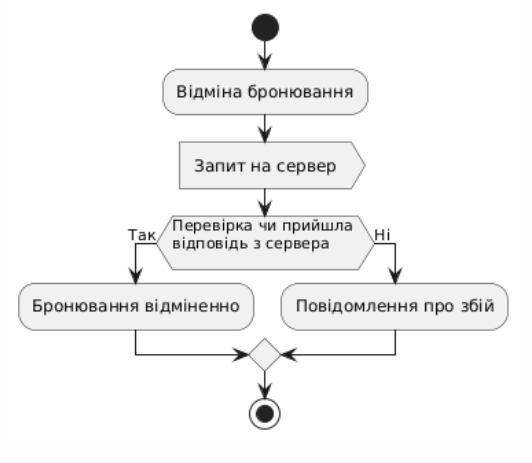 Відміна бронювання
Запит на сервер
Перевірка чи прийшла
відповідь з сервера
Так
Ні
Бронювання відміненно
Повідомлення про збій